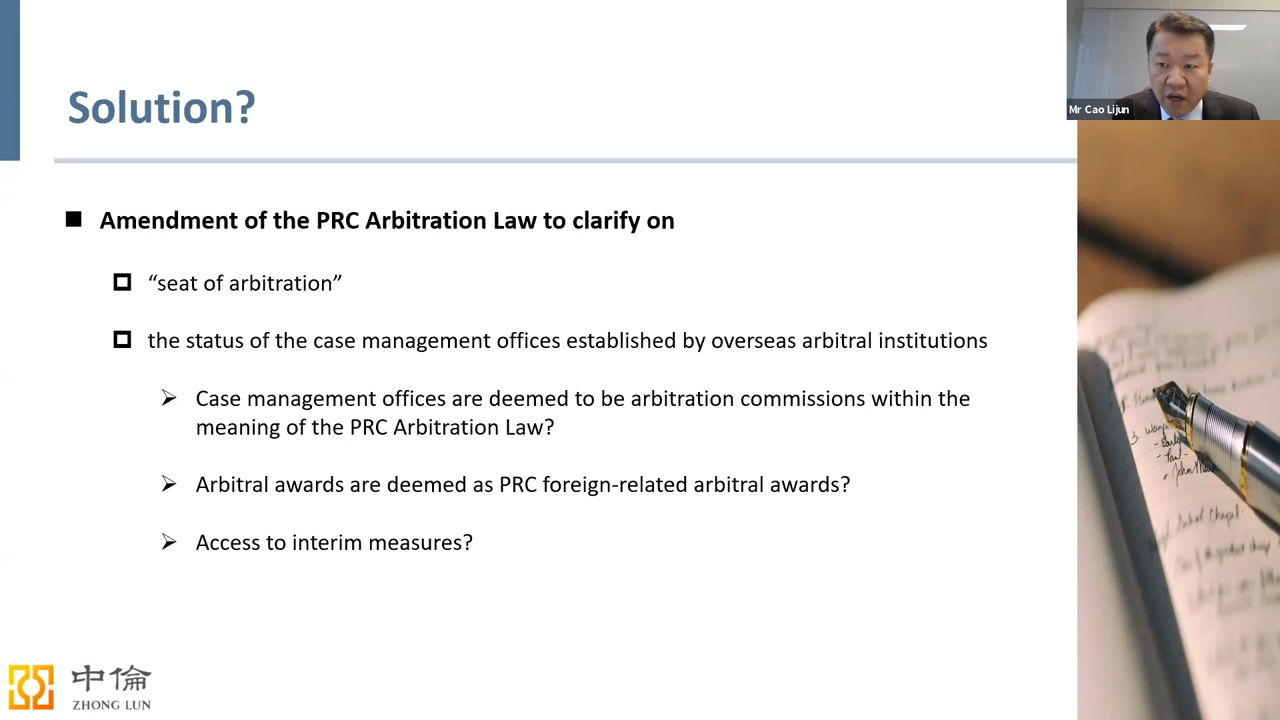 Solution?
Mr Cao Lijun
Amendment of the PRC Arbitration Law to clarify on
“seat of arbitration”
the status of the case management offices established by overseas arbitral institutions
Case management offices are deemed to be arbitration commissions within the
meaning of the PRC Arbitration Law?
Arbitral awards are deemed as PRC foreign-related arbitral awards?
Access to interim measures?
中倫
ZHONG LUN